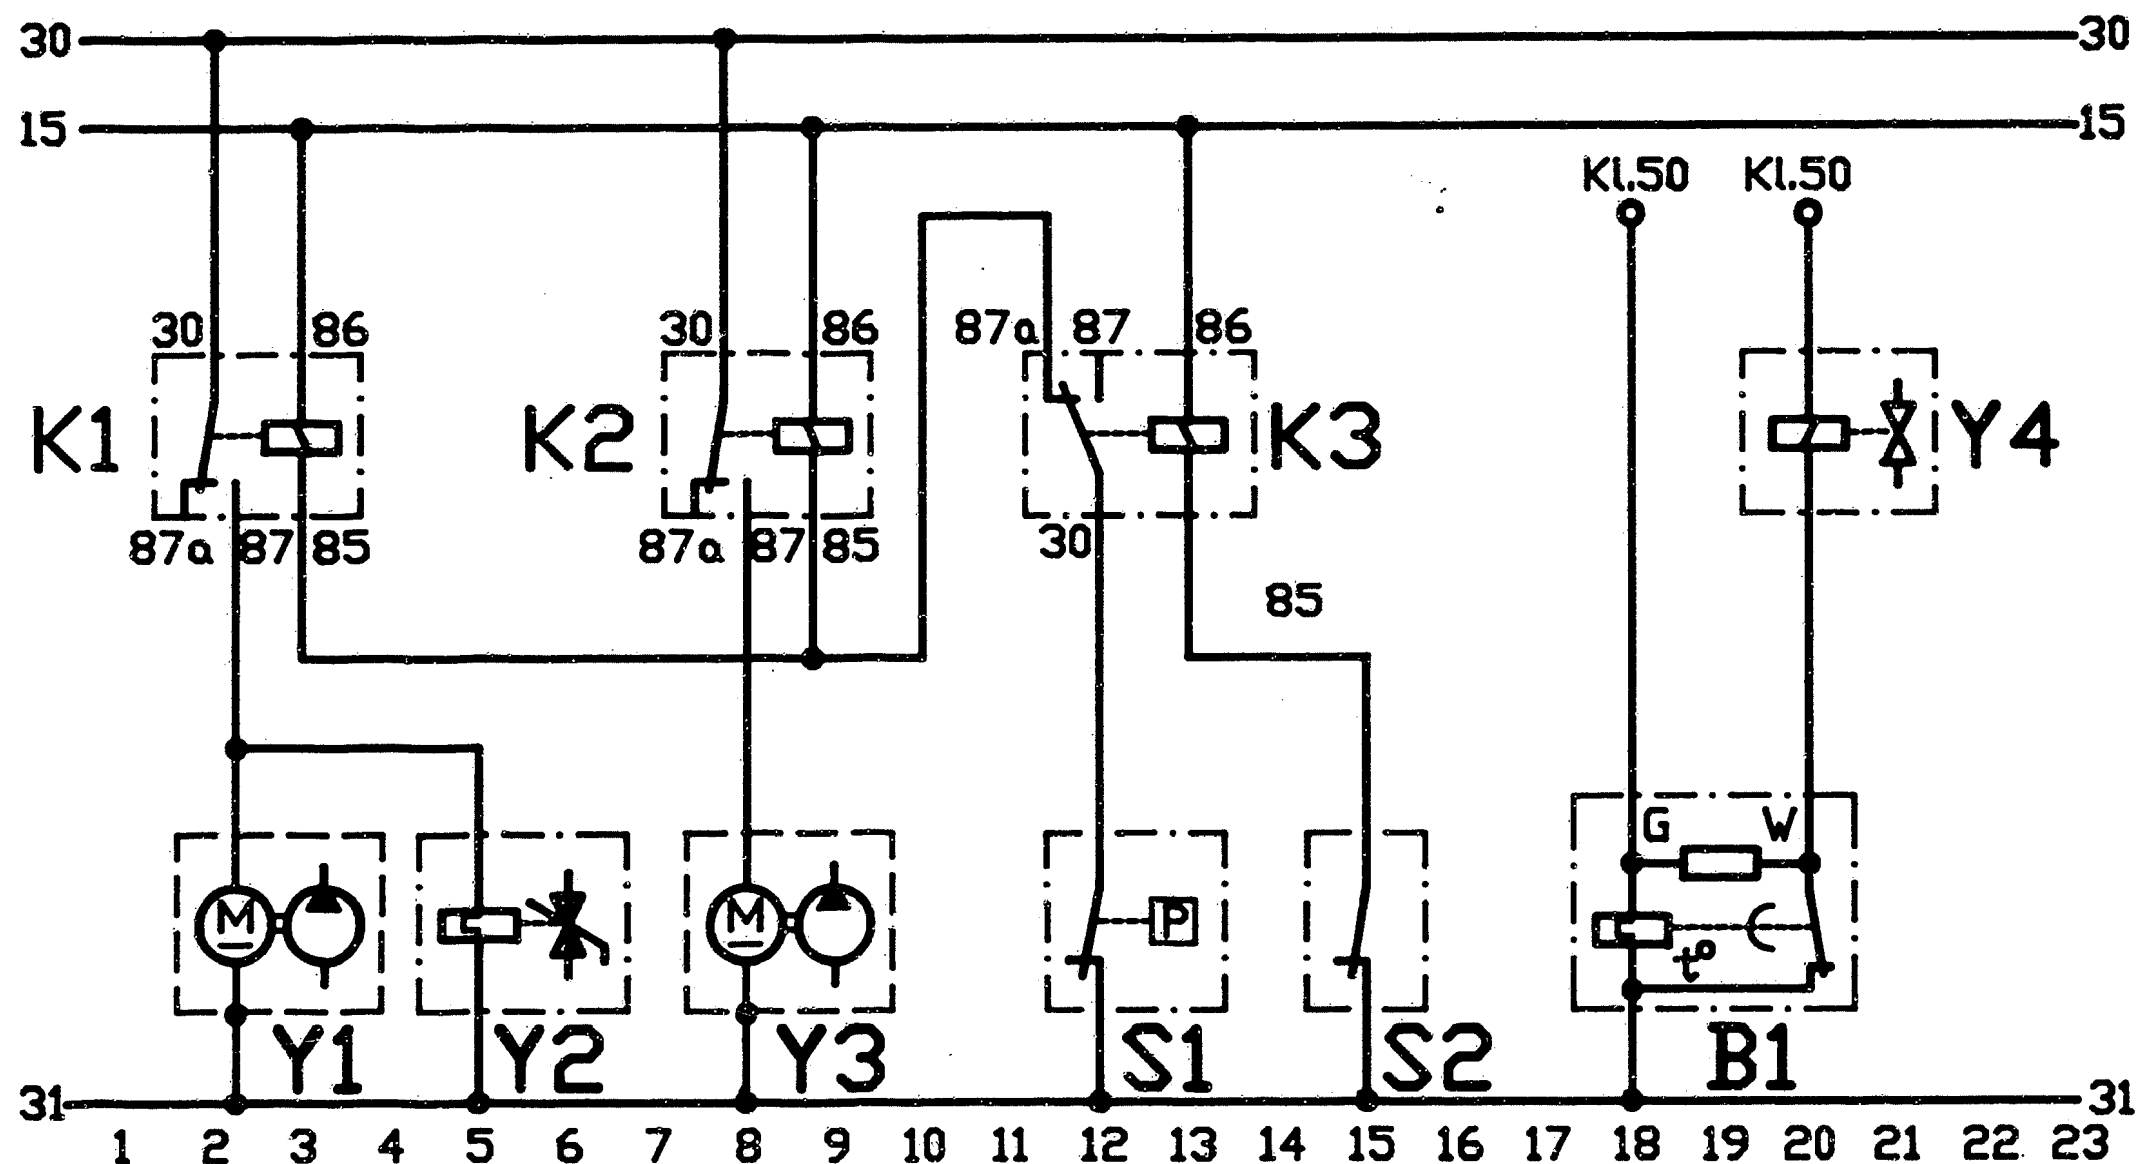 30 30
15 15
Kl.50 Kl.50
30 86 30 86 87a 87 86
K1 K2 K3 Y4
87a 87 85 87a 87 85 30
85
G W
M M P
t°
Y1 Y2 Y3 S1 S2 B1
31 31
1 2 3 4 5 6 7 8 9 10 11 12 13 14 15 16 17 18 19 20 21 22 23